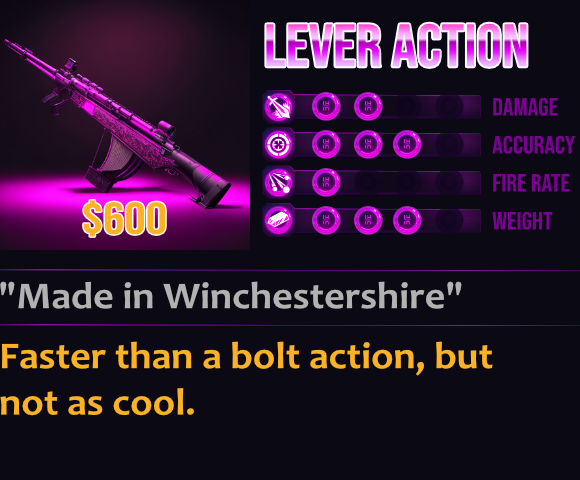 LEVER ACTION
DAMAGE
ACCURACY
FIRE RATE
WEIGHT
$600
"Made in Winchestershire"
Faster than a bolt action, but
not as cool.